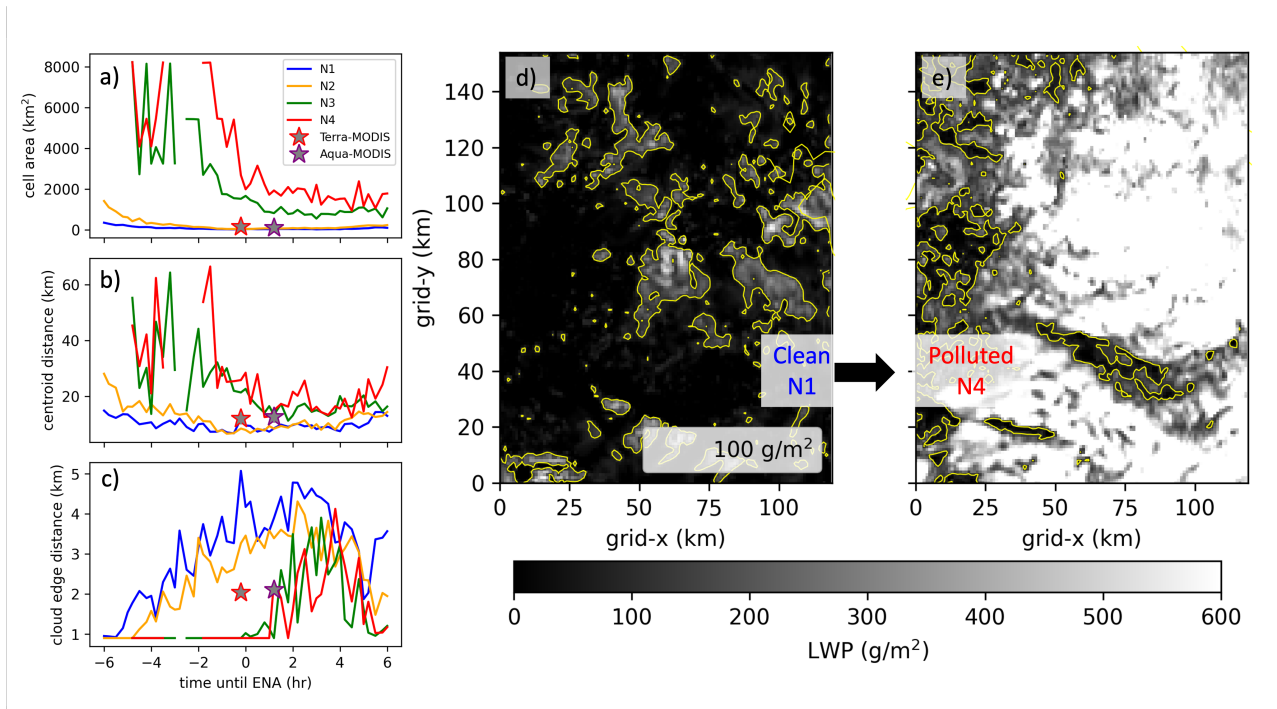 a)
cell area (km²)
8000
6000
4000
2000
0
N1
N2
N3
N4
Terra-MODIS
Aqua-MODIS
b)
centroid distance (km)
60
40
20
c)
cloud edge distance (km)
5
4
3
2
1
−6 −4 −2 0 2 4 6
time until ENA (hr)
d)
grid-y (km)
140
120
100
80
60
40
20
0
Clean
N1
100 g/m²
0 25 50 75 100
grid-x (km)
e)
Polluted
N4
0 25 50 75 100
grid-x (km)
0 100 200 300 400 500 600
LWP (g/m²)